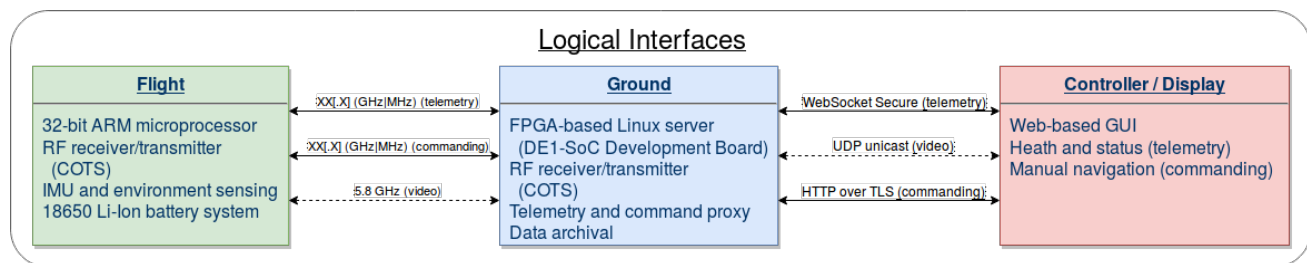 Logical Interfaces
Flight
32-bit ARM microprocessor
RF receiver/transmitter
(COTS)
IMU and environment sensing
18650 Li-Ion battery system
XX[.X] (GHz|MHz) (telemetry)
XX[.X] (GHz|MHz) (commanding)
5.8 GHz (video)
Ground
FPGA-based Linux server
(DE1-SoC Development Board)
RF receiver/transmitter
(COTS)
Telemetry and command proxy
Data archival
WebSocket Secure (telemetry)
UDP unicast (video)
HTTP over TLS (commanding)
Controller / Display
Web-based GUI
Heath and status (telemetry)
Manual navigation (commanding)